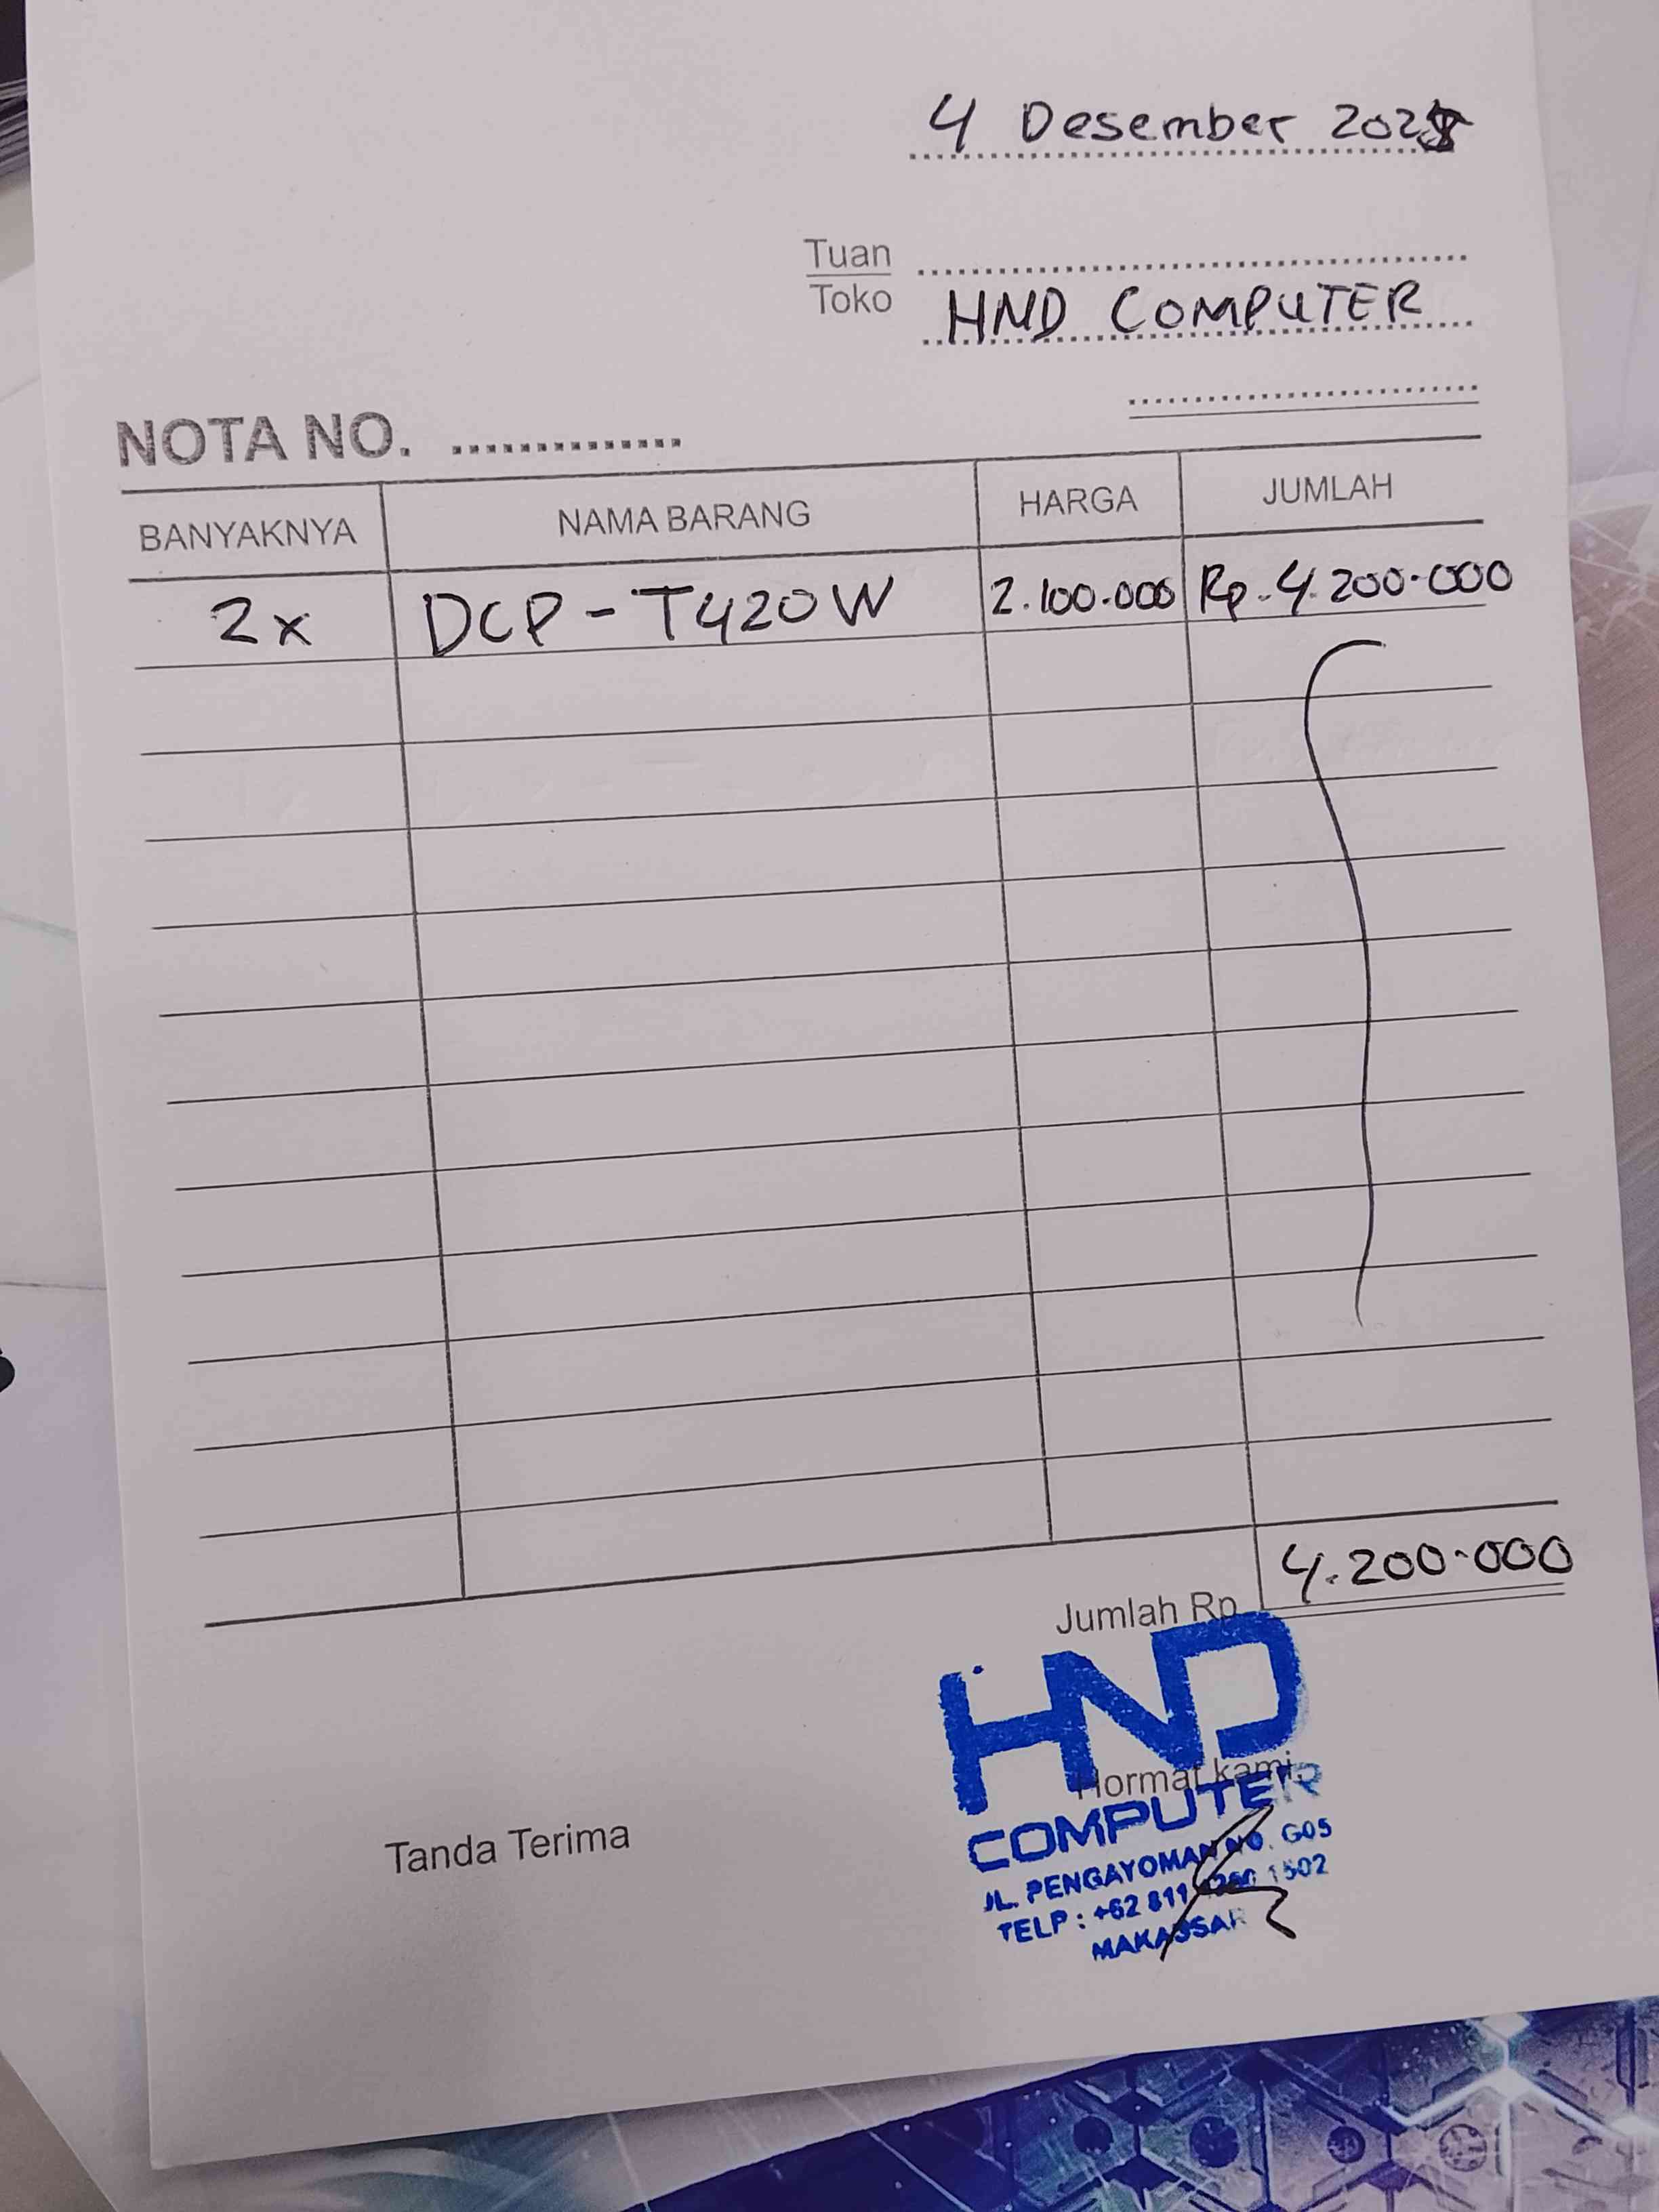 4 Desember
Tuan
Toko HND COMPUTER
NOTA NO.
BANYAKNYA NAMA BARANG HARGA JUMLAH
2x DCP-T420W 2.100.000 Rp. 4.200.000
Jumlah Rp 4.200.000
HND
Hormat kami,
COMPUTER
JL. PENGAYOMAN NO. G05
TELP : +62 811 1502
MAKASSAR
Tanda Terima